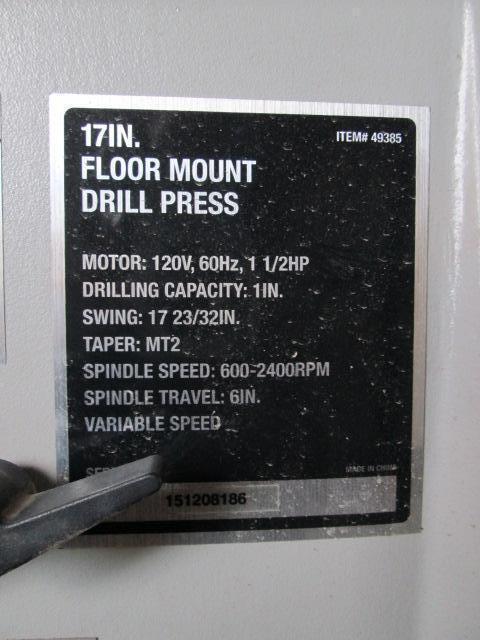 17IN.
ITEM# 49385
FLOOR MOUNT
DRILL PRESS
MOTOR: 120V, 60Hz, 1 1/2HP
DRILLING CAPACITY: 1IN.
SWING: 17 23/32IN.
TAPER: MT2
SPINDLE SPEED: 600-2400RPM
SPINDLE TRAVEL: 6IN.
VARIABLE SPEED
MADE IN CHINA
151208186